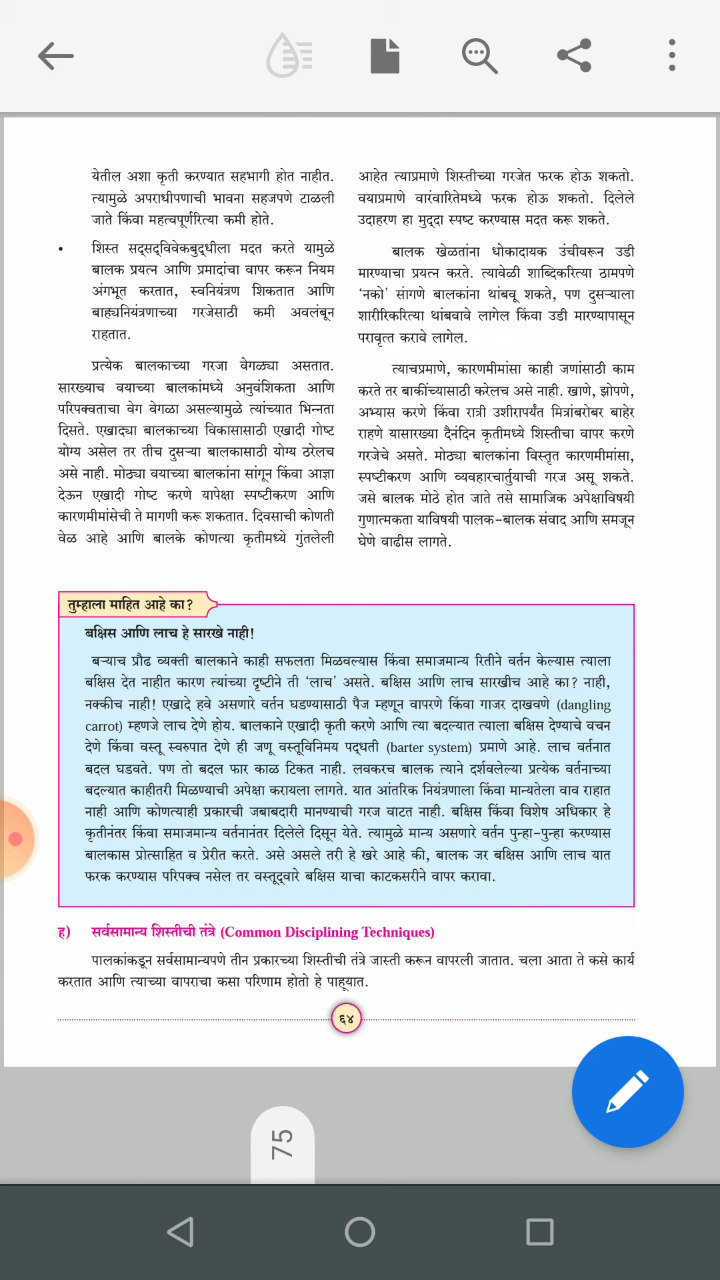 येतील अशा कृती करण्यात सहभागी होत नाहीत.
त्यामुळे अपराधीपणाची भावना सहजपणे टाळली
जाते किंवा महत्वपूर्णरित्या कमी होते.
• शिस्त सद्सद्विवेकबुद्धीला मदत करते यामुळे
बालक प्रयत्न आणि प्रमादांचा वापर करून नियम
अंगभूत करतात, स्वनियंत्रण शिकतात आणि
बाह्यनियंत्रणाच्या गरजेसाठी कमी अवलंबून
राहतात.
प्रत्येक बालकाच्या गरजा वेगळ्या असतात.
सारख्याच वयाच्या बालकांमध्ये अनुवंशिकता आणि
परिपक्वताचा वेग वेगळा असल्यामुळे त्यांच्यात भिन्नता
दिसते. एखाद्या बालकाच्या विकासासाठी एखादी गोष्ट
योग्य असेल तर तीच दुसऱ्या बालकासाठी योग्य ठरेलच
असे नाही. मोठ्या वयाच्या बालकांना सांगून किंवा आज्ञा
देऊन एखादी गोष्ट करणे यापेक्षा स्पष्टीकरण आणि
कारणमीमांसेची ते मागणी करू शकतात. दिवसाची कोणती
वेळ आहे आणि बालके कोणत्या कृतीमध्ये गुंतलेली
आहेत त्याप्रमाणे शिस्तीच्या गरजेत फरक होऊ शकतो.
वयाप्रमाणे वारंवारितेमध्ये फरक होऊ शकतो. दिलेले
उदाहरण हा मुद्दा स्पष्ट करण्यास मदत करू शकते.
बालक खेळतांना धोकादायक उंचीवरून उडी
मारण्याचा प्रयत्न करते. त्यावेळी शाब्दिकरित्या ठामपणे
‘नको’ सांगणे बालकांना थांबवू शकते, पण दुसऱ्याला
शारीरिकरित्या थांबवावे लागेल किंवा उडी मारण्यापासून
परावृत्त करावे लागेल.
त्याचप्रमाणे, कारणमीमांसा काही जणांसाठी काम
करते तर बाकींच्यासाठी करेलच असे नाही. खाणे, झोपणे,
अभ्यास करणे किंवा रात्री उशीरापर्यंत मित्रांबरोबर बाहेर
राहणे यासारख्या दैनंदिन कृतीमध्ये शिस्तीचा वापर करणे
गरजेचे असते. मोठ्या बालकांना विस्तृत कारणमीमांसा,
स्पष्टीकरण आणि व्यवहारचार्तुयाची गरज असू शकते.
जसे बालक मोठे होत जाते तसे सामाजिक अपेक्षाविषयी
गुणात्मकता याविषयी पालक-बालक संवाद आणि समजून
घेणे वाढीस लागते.
तुम्हाला माहित आहे का?
बक्षिस आणि लाच हे सारखे नाही!
बऱ्याच प्रौढ व्यक्ती बालकाने काही सफलता मिळवल्यास किंवा समाजमान्य रितीने वर्तन केल्यास त्याला
बक्षिस देत नाहीत कारण त्यांच्या दृष्टीने ती ‘लाच’ असते. बक्षिस आणि लाच सारखीच आहे का? नाही,
नक्कीच नाही! एखादे हवे असणारे वर्तन घडण्यासाठी पैज म्हणून वापरणे किंवा गाजर दाखवणे (dangling
carrot) म्हणजे लाच देणे होय. बालकाने एखादी कृती करणे आणि त्या बदल्यात त्याला बक्षिस देण्याचे वचन
देणे किंवा वस्तू स्वरुपात देणे ही जणू वस्तूविनिमय पद्धती (barter system) प्रमाणे आहे. लाच वर्तनात
बदल घडवते. पण तो बदल फार काळ टिकत नाही. लवकरच बालक त्याने दर्शवलेल्या प्रत्येक वर्तनाच्या
बदल्यात काहीतरी मिळण्याची अपेक्षा करायला लागते. यात आंतरिक नियंत्रणाला किंवा मान्यतेला वाव राहात
नाही आणि कोणत्याही प्रकारची जबाबदारी मानण्याची गरज वाटत नाही. बक्षिस किंवा विशेष अधिकार हे
कृतीनंतर किंवा समाजमान्य वर्तनानंतर दिलेले दिसून येते. त्यामुळे मान्य असणारे वर्तन पुन्हा-पुन्हा करण्यास
बालकास प्रोत्साहित व प्रेरीत करते. असे असले तरी हे खरे आहे की, बालक जर बक्षिस आणि लाच यात
फरक करण्यास परिपक्व नसेल तर वस्तूद्वारे बक्षिस याचा काटकसरीने वापर करावा.
ह) सर्वसामान्य शिस्तीची तंत्रे (Common Disciplining Techniques)
पालकांकडून सर्वसामान्यपणे तीन प्रकारच्या शिस्तीची तंत्रे जास्ती करून वापरली जातात. चला आता ते कसे कार्य
करतात आणि त्याच्या वापराचा कसा परिणाम होतो हे पाहूयात.
६४
75